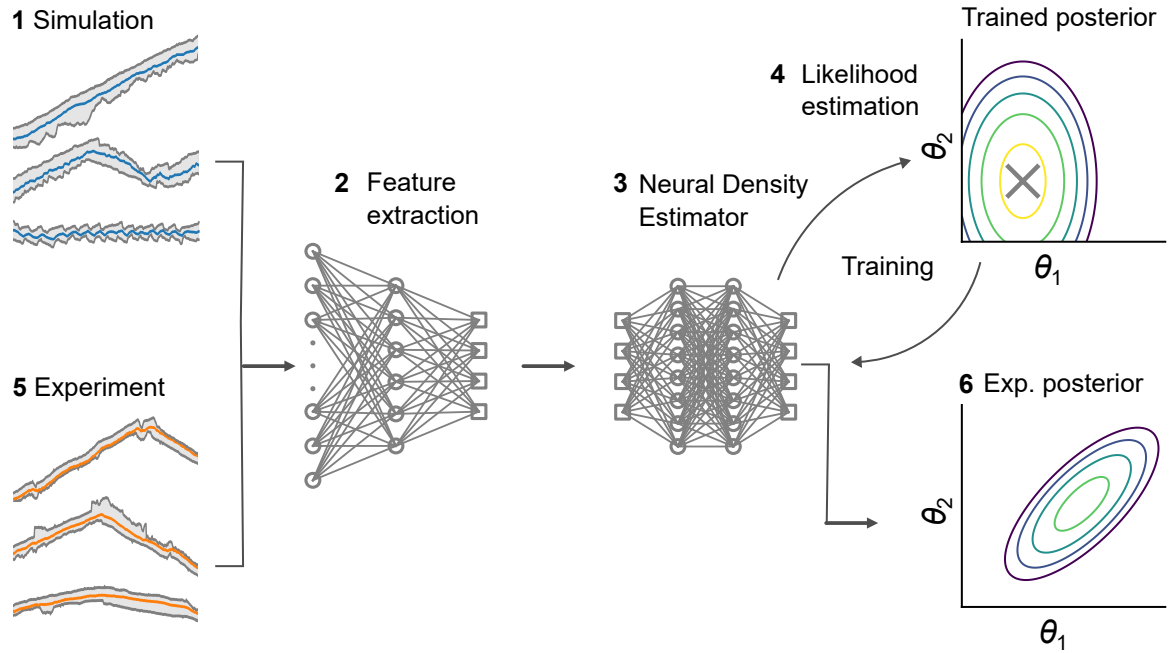 1 Simulation
2 Feature
extraction
3 Neural Density
Estimator
4 Likelihood
estimation
Trained posterior
θ2
θ1
Training
5 Experiment
6 Exp. posterior
θ2
θ1